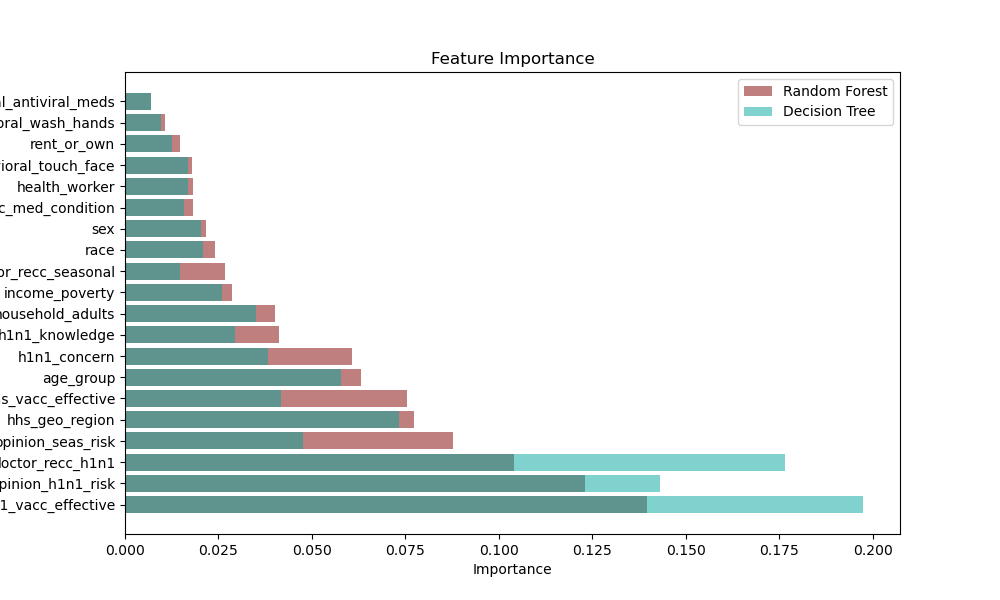 Feature Importance
Random Forest
Decision Tree
al_antiviral_meds
oral_wash_hands
rent_or_own
vioral_touch_face
health_worker
c_med_condition
sex
race
or_recc_seasonal
income_poverty
household_adults
h1n1_knowledge
h1n1_concern
age_group
s_vacc_effective
hhs_geo_region
opinion_seas_risk
doctor_recc_h1n1
pinion_h1n1_risk
1_vacc_effective
0.000 0.025 0.050 0.075 0.100 0.125 0.150 0.175 0.200
Importance